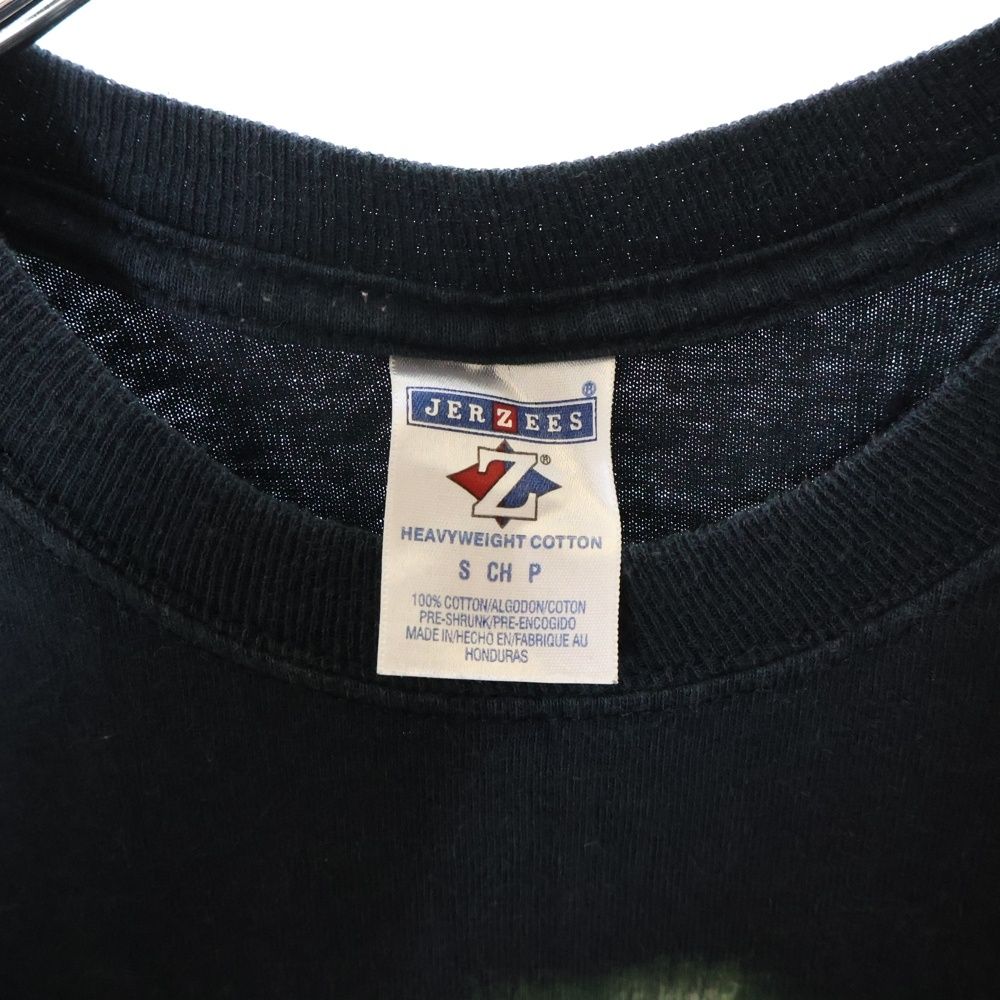 JERZEES®
Z®
HEAVYWEIGHT COTTON
S CH P
100% COTTON/ALGODON/COTON
PRE-SHRUNK/PRE-ENCOGIDO
MADE IN/HECHO EN/FABRIQUE AU
HONDURAS